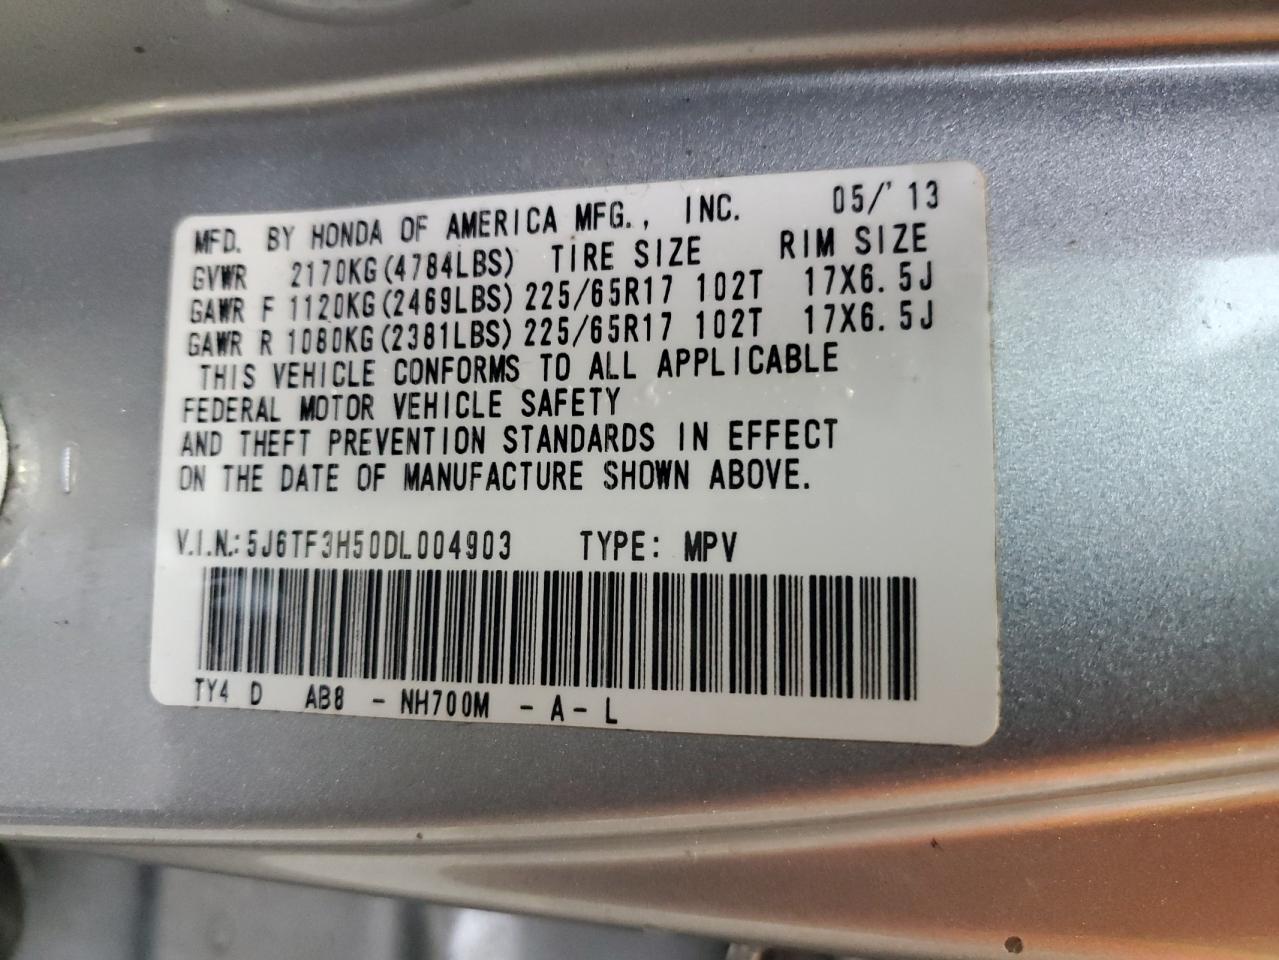 MFD. BY HONDA OF AMERICA MFG., INC. 05/'13
GVWR 2170KG(4784LBS) TIRE SIZE RIM SIZE
GAWR F 1120KG(2469LBS) 225/65R17 102T 17X6.5J
GAWR R 1080KG(2381LBS) 225/65R17 102T 17X6.5J
THIS VEHICLE CONFORMS TO ALL APPLICABLE
FEDERAL MOTOR VEHICLE SAFETY
AND THEFT PREVENTION STANDARDS IN EFFECT
ON THE DATE OF MANUFACTURE SHOWN ABOVE.
V.I.N.: 5J6TF3H50DL004903 TYPE: MPV
TY4 D AB8 - NH700M - A - L